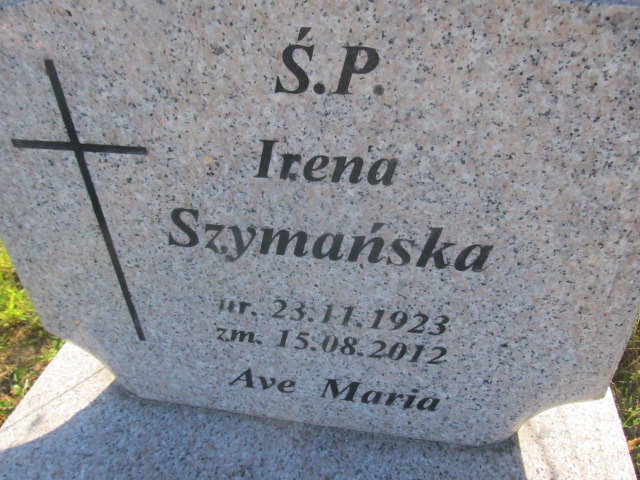 Ś.P.
Irena
Szymańska
ur. 23.11.1923
zm. 15.08.2012
Ave Maria